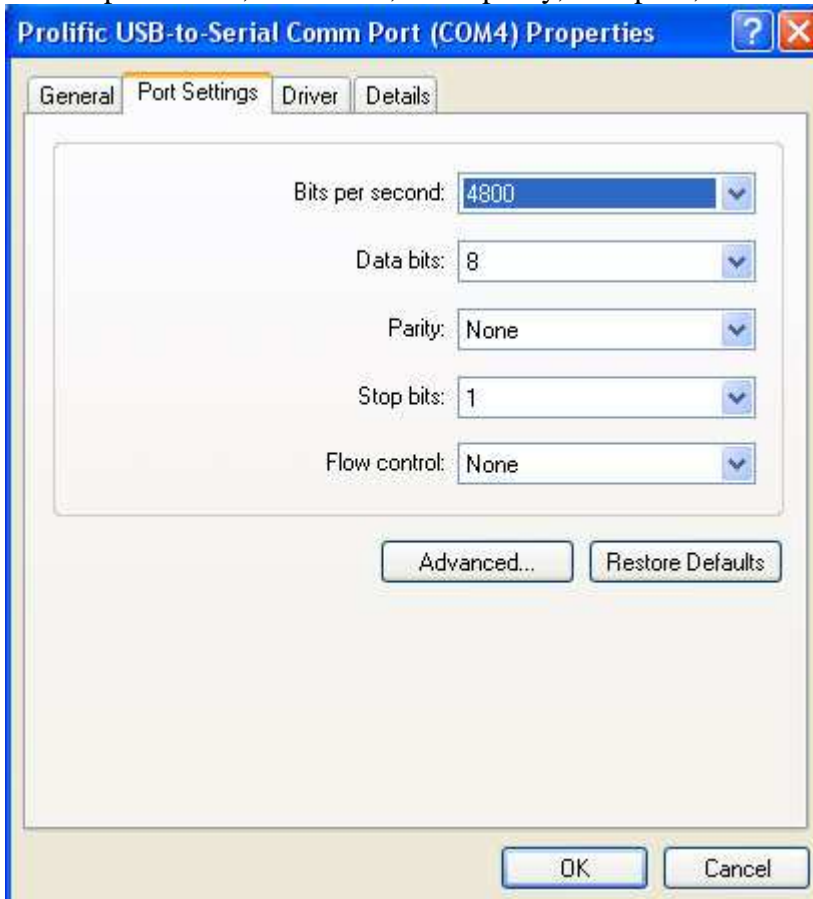 Prolific USB-to-Serial Comm Port (COM4) Properties
General Port Settings Driver Details
Bits per second: 4800
Data bits: 8
Parity: None
Stop bits: 1
Flow control: None
Advanced... Restore Defaults
OK Cancel